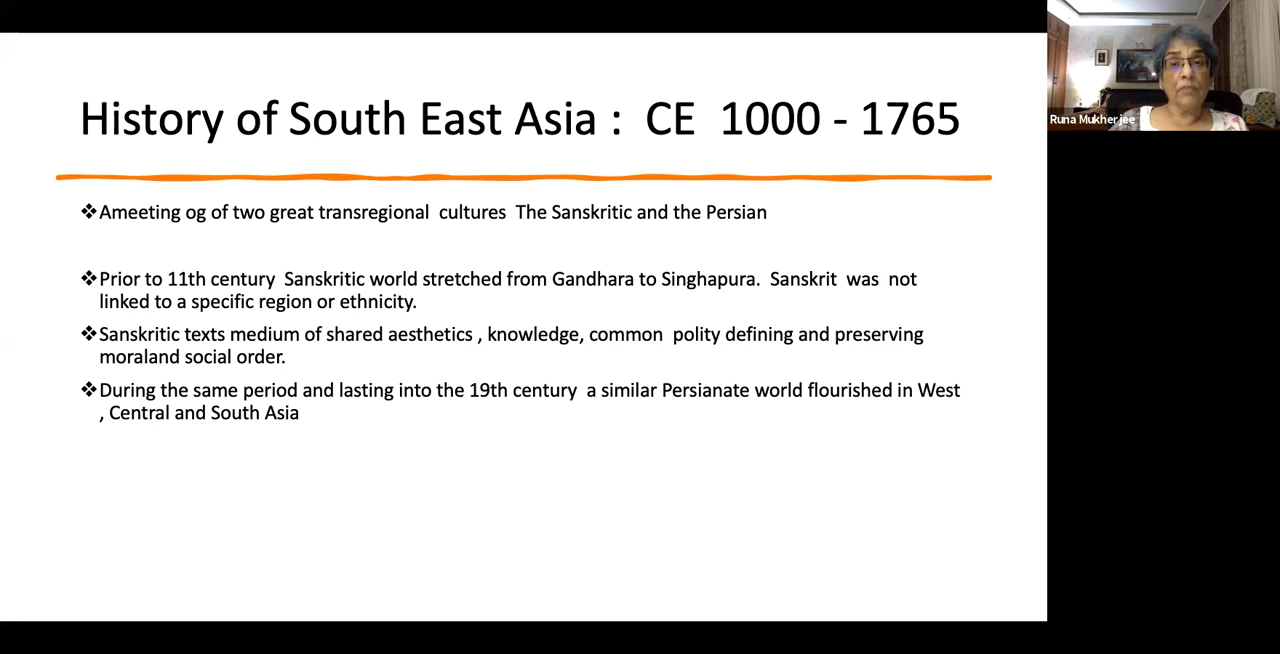 History of South East Asia : CE 1000 - 1765
❖Ameeting og of two great transregional cultures The Sanskritic and the Persian
❖Prior to 11th century Sanskritic world stretched from Gandhara to Singhapura. Sanskrit was not
linked to a specific region or ethnicity.
❖Sanskritic texts medium of shared aesthetics , knowledge, common polity defining and preserving
moraland social order.
❖During the same period and lasting into the 19th century a similar Persianate world flourished in West
, Central and South Asia
Runa Mukherjee